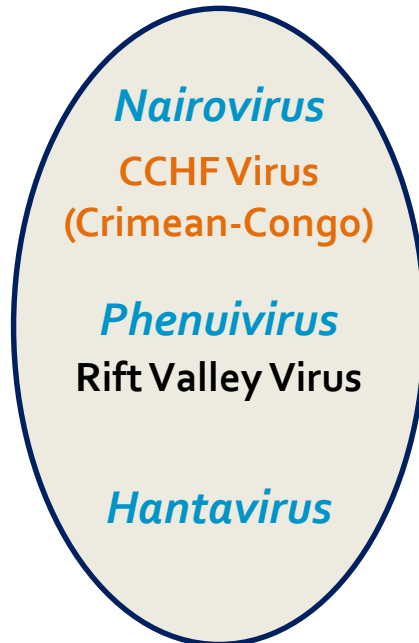 Nairovirus
CCHF Virus
(Crimean-Congo)
Phenuivirus
Rift Valley Virus
Hantavirus